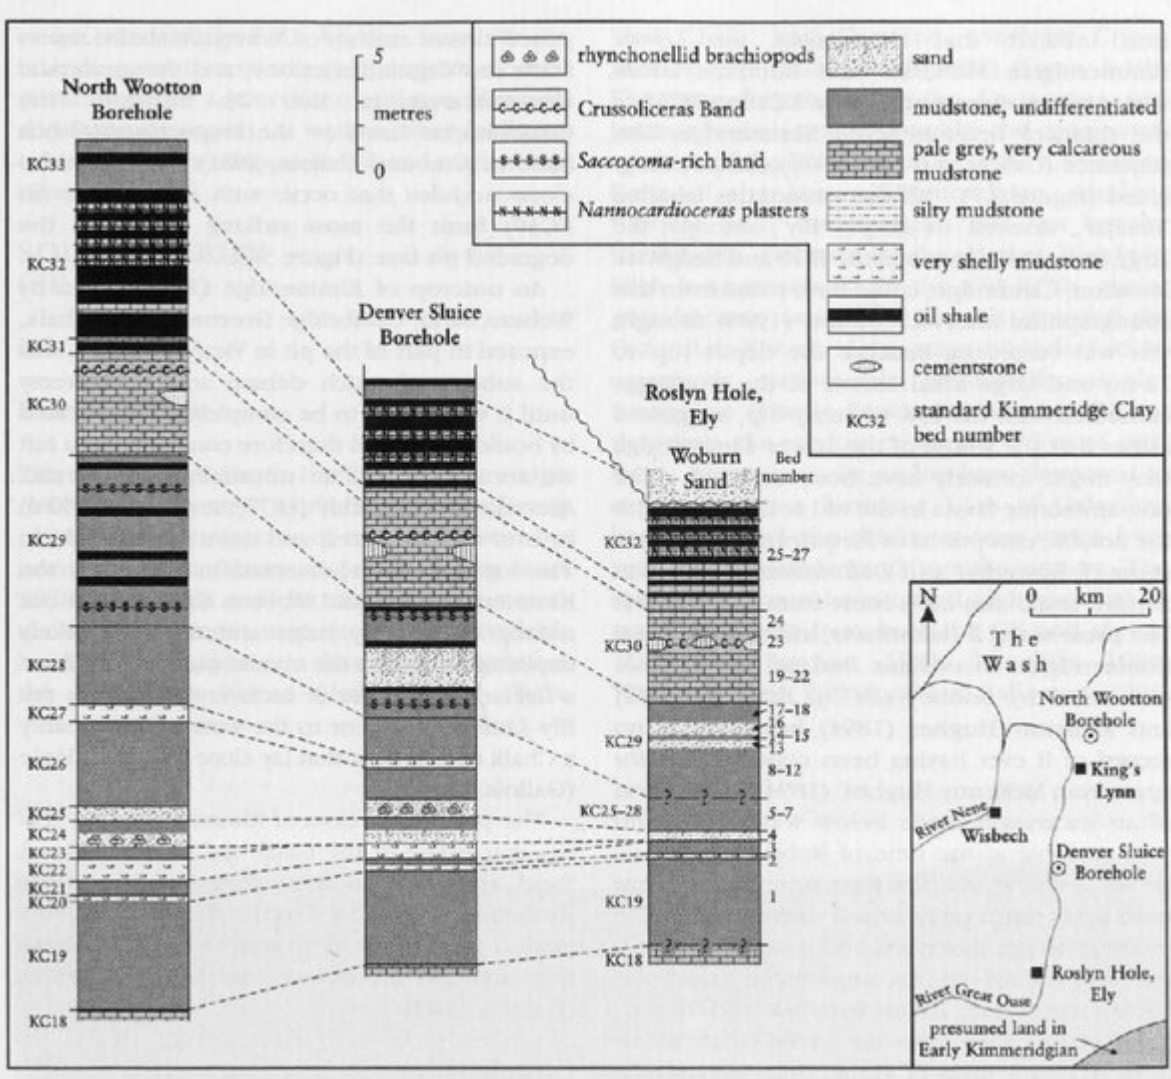 North Wootton
Borehole
KC33
KC32
KC31
KC30
KC29
KC28
KC27
KC26
KC25
KC24
KC23
KC22
KC21
KC20
KC19
KC18
5
metres
0
rhynchonellid brachiopods
Crussoliceras Band
Saccocoma-rich band
Nannocardioceras plasters
sand
mudstone, undifferentiated
pale grey, very calcareous
mudstone
silty mudstone
very shelly mudstone
oil shale
cementstone
KC32
standard Kimmeridge Clay
bed number
Denver Sluice
Borehole
Roslyn Hole,
Ely
Woburn
Sand
Bed
number
KC32
KC30
KC29
KC25–28
KC19
KC18
25–27
24
23
19–22
17–18
16
14–15
13
8–12
5–7
4
1
? ? ?
? ? ?
N
0 km 20
The
Wash
North Wootton
Borehole
King's
Lynn
River Nene
Wisbech
Denver Sluice
Borehole
Roslyn Hole,
Ely
River Great Ouse
presumed land in
Early Kimmeridgian